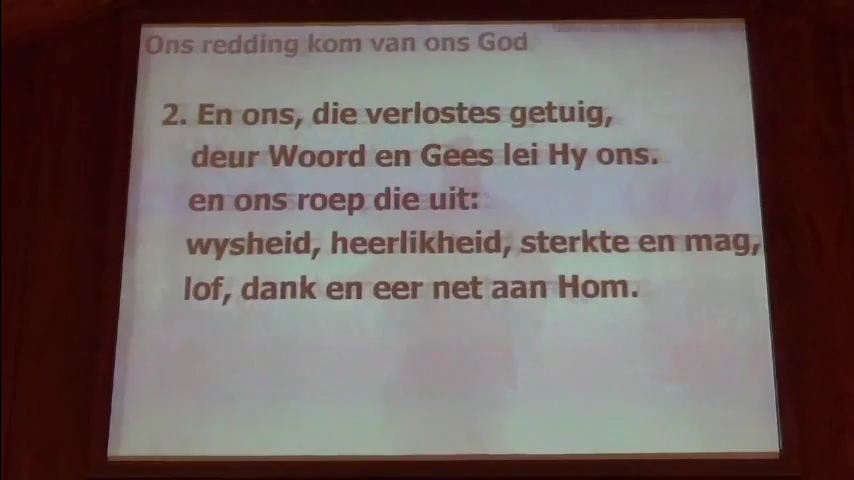 Ons redding kom van ons God
2. En ons, die verlostes getuig,
deur Woord en Gees lei Hy ons.
en ons roep die uit:
wysheid, heerlikheid, sterkte en mag,
lof, dank en eer net aan Hom.